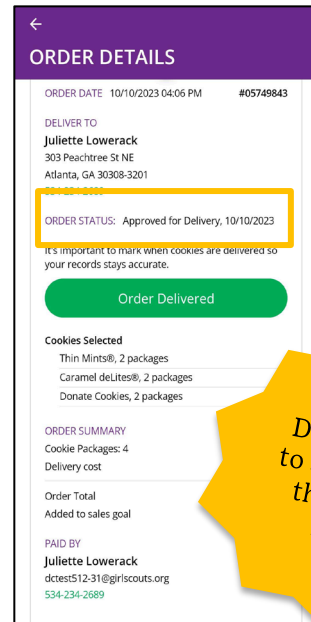 ORDER DETAILS
ORDER DATE 10/10/2023 04:06 PM #05749843
DELIVER TO
Juliette Lowerack
303 Peachtree St NE
Atlanta, GA 30308-3201
ORDER STATUS: Approved for Delivery, 10/10/2023
It's important to mark when cookies are delivered so
your records stays accurate.
Order Delivered
Cookies Selected
Thin Mints®, 2 packages
Caramel deLites®, 2 packages
Donate Cookies, 2 packages
ORDER SUMMARY
Cookie Packages: 4
Delivery cost
Order Total
Added to sales goal
PAID BY
Juliette Lowerack
dctest512-31@girlscouts.org
534-234-2689
to